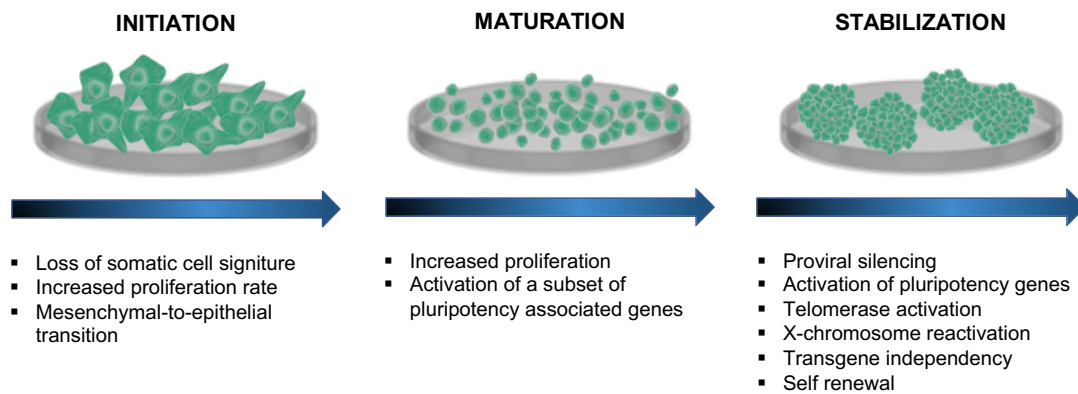 INITIATION
▪ Loss of somatic cell signiture
▪ Increased proliferation rate
▪ Mesenchymal-to-epithelial
transition
MATURATION
▪ Increased proliferation
▪ Activation of a subset of
pluripotency associated genes
STABILIZATION
▪ Proviral silencing
▪ Activation of pluripotency genes
▪ Telomerase activation
▪ X-chromosome reactivation
▪ Transgene independency
▪ Self renewal